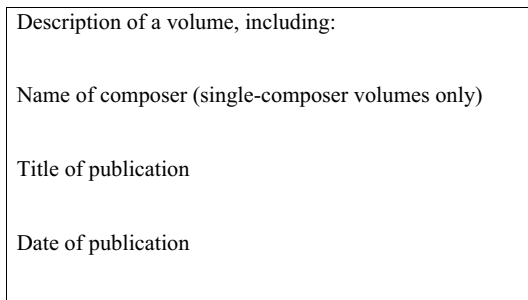 Description of a volume, including:
Name of composer (single-composer volumes only)
Title of publication
Date of publication